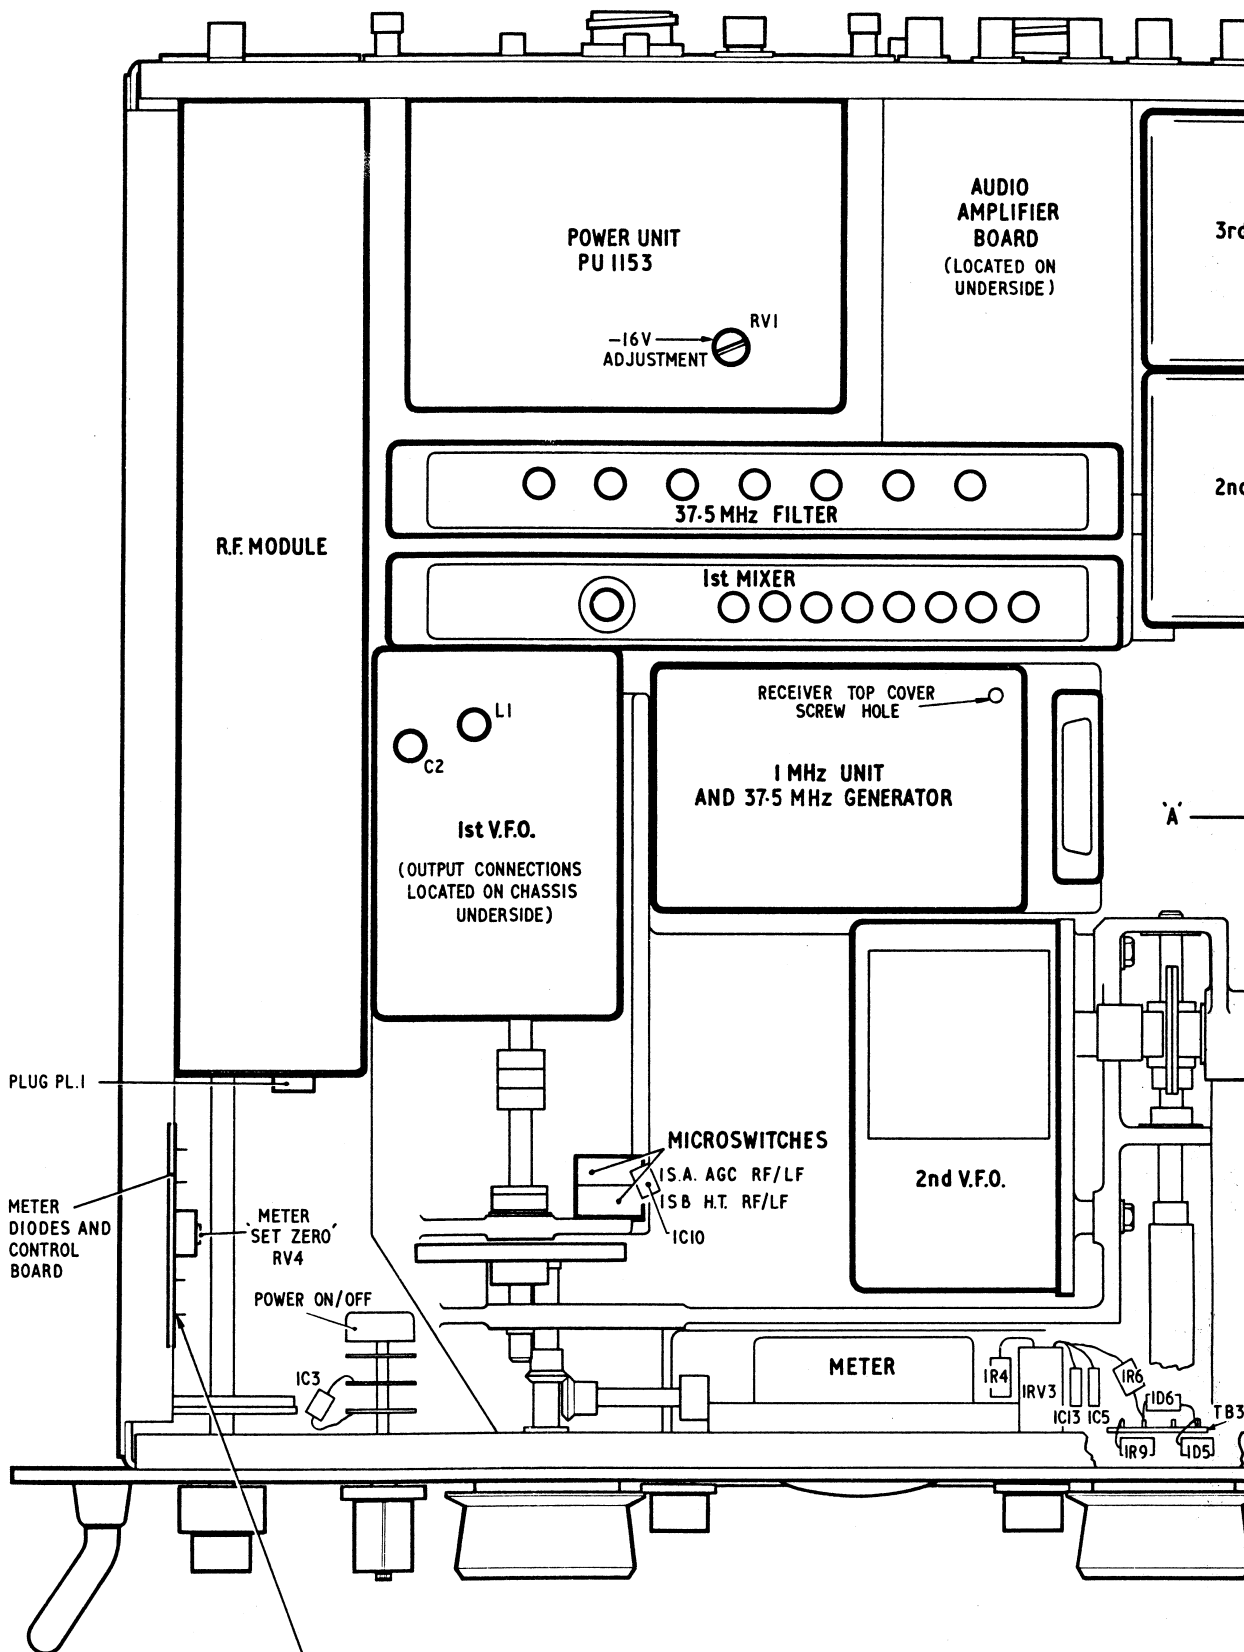 AUDIO
AMPLIFIER
BOARD
(LOCATED ON
UNDERSIDE)
POWER UNIT
PU 1153
RV1
-16V
ADJUSTMENT
3rd
2nd
37·5 MHz FILTER
R.F. MODULE
1st MIXER
RECEIVER TOP COVER
SCREW HOLE
L1
C2
1 MHz UNIT
AND 37·5 MHz GENERATOR
'A'
1st V.F.O.
(OUTPUT CONNECTIONS
LOCATED ON CHASSIS
UNDERSIDE)
PLUG PL.1
MICROSWITCHES
1S.A. AGC RF/LF
1SB H.T. RF/LF
1C10
2nd V.F.O.
METER
DIODES AND
CONTROL
BOARD
METER
'SET ZERO'
RV4
POWER ON/OFF
1C3
METER
1R4
1RV3
1C13
1C5
1R6
1D6
TB3
1R9
1D5